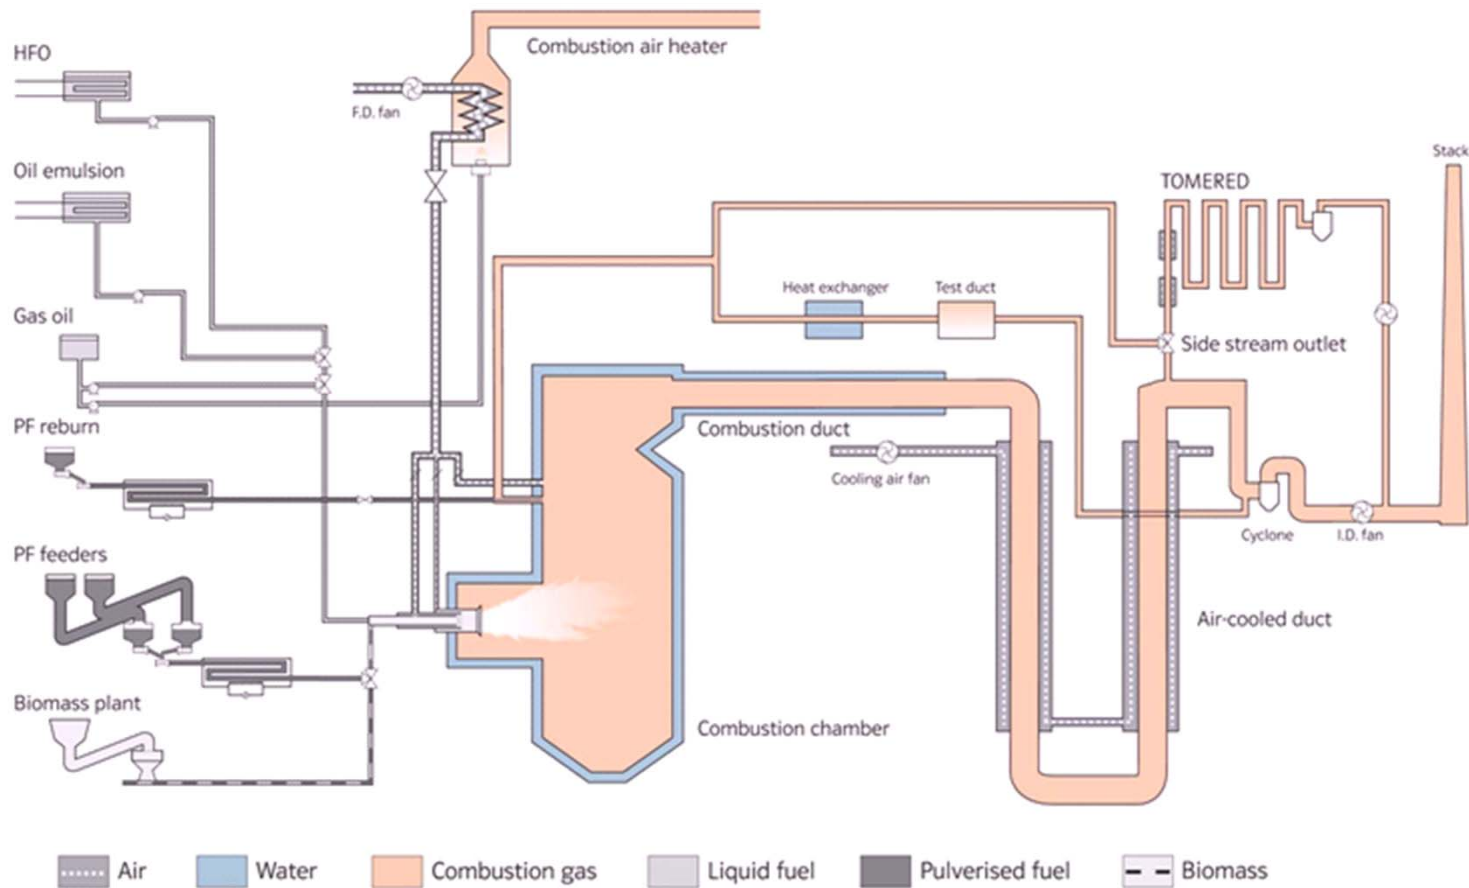 HFO
Combustion air heater
F.D. fan
Oil emulsion
Stack
TOMERED
Gas oil
Heat exchanger
Test duct
Side stream outlet
PF reburn
Combustion duct
Cooling air fan
Cyclone
I.D. fan
PF feeders
Air-cooled duct
Biomass plant
Combustion chamber
Air
Water
Combustion gas
Liquid fuel
Pulverised fuel
Biomass